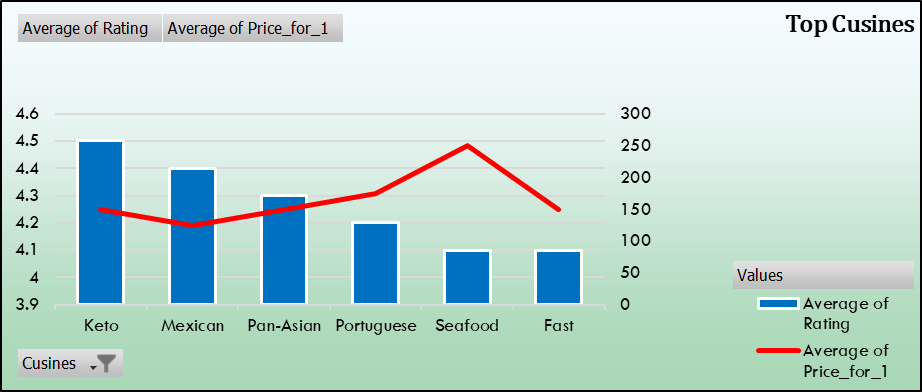 Average of Rating Average of Price_for_1
Top Cusines
4.6
4.5
4.4
4.3
4.2
4.1
4
3.9
300
250
200
150
100
50
0
Keto Mexican Pan-Asian Portuguese Seafood Fast
Values
Average of
Rating
Average of
Price_for_1
Cusines